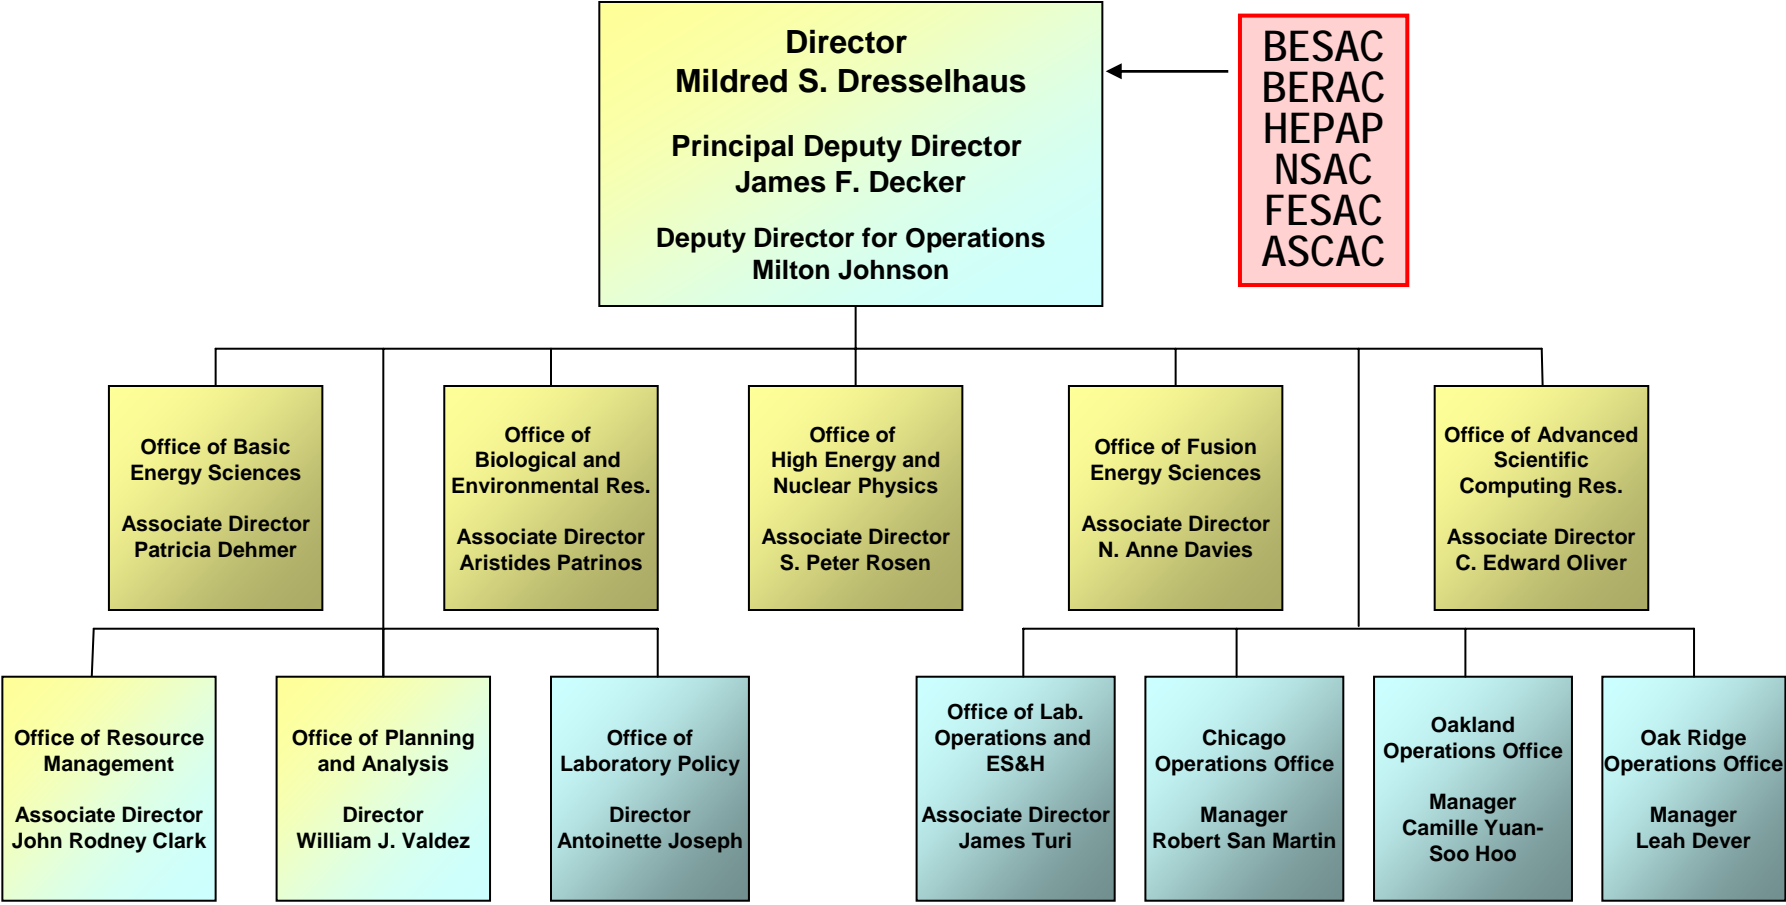 Director
Mildred S. Dresselhaus
Principal Deputy Director
James F. Decker
Deputy Director for Operations
Milton Johnson
BESAC
BERAC
HEPAP
NSAC
FESAC
ASCAC
Office of Basic
Energy Sciences
Associate Director
Patricia Dehmer
Office of
Biological and
Environmental Res.
Associate Director
Aristides Patrinos
Office of
High Energy and
Nuclear Physics
Associate Director
S. Peter Rosen
Office of Fusion
Energy Sciences
Associate Director
N. Anne Davies
Office of Advanced
Scientific
Computing Res.
Associate Director
C. Edward Oliver
Office of Resource
Management
Associate Director
John Rodney Clark
Office of Planning
and Analysis
Director
William J. Valdez
Office of
Laboratory Policy
Director
Antoinette Joseph
Office of Lab.
Operations and
ES&H
Associate Director
James Turi
Chicago
Operations Office
Manager
Robert San Martin
Oakland
Operations Office
Manager
Camille Yuan-
Soo Hoo
Oak Ridge
Operations Office
Manager
Leah Dever